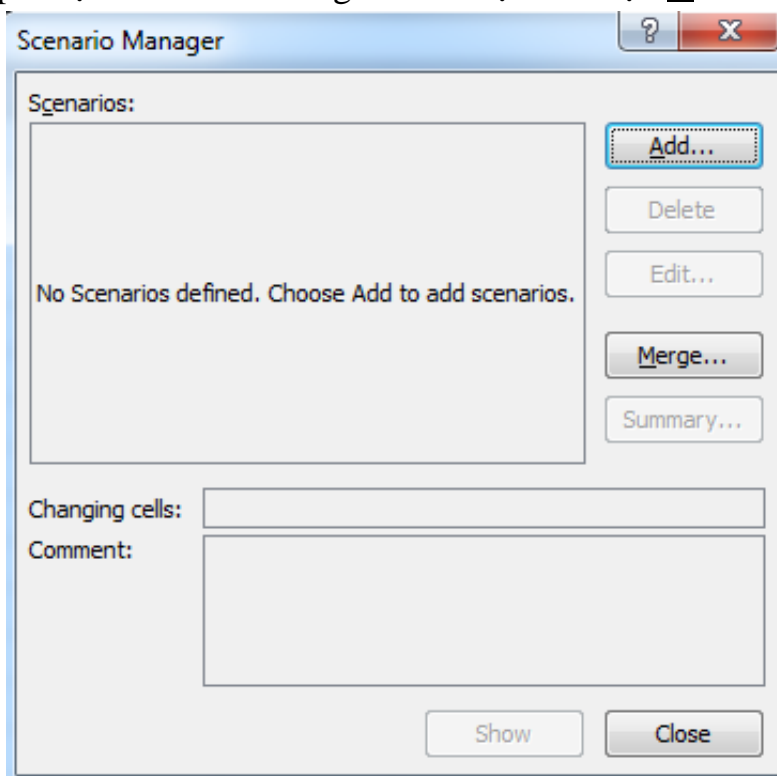 Scenario Manager
?
X
Scenarios:
No Scenarios defined. Choose Add to add scenarios.
Add...
Delete
Edit...
Merge...
Summary...
Changing cells:
Comment:
Show
Close